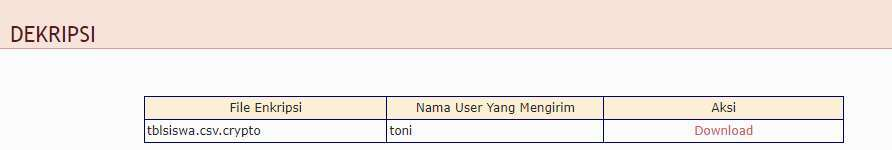 DEKRIPSI
File Enkripsi Nama User Yang Mengirim Aksi
tblsiswa.csv.crypto toni Download